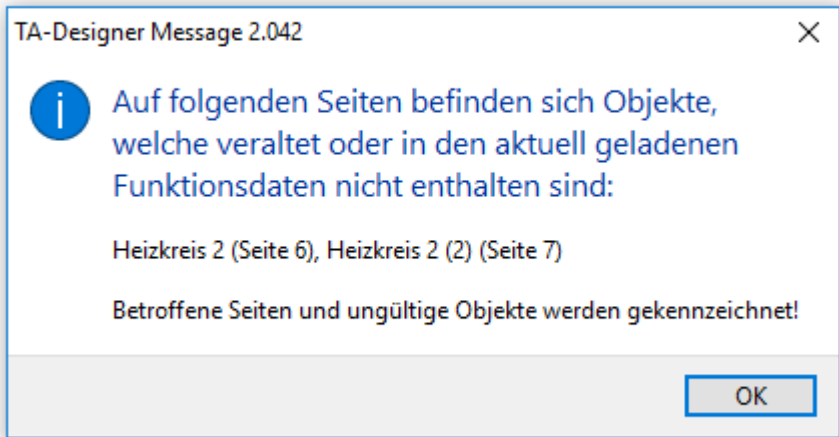 TA-Designer Message 2.042
Auf folgenden Seiten befinden sich Objekte,
welche veraltet oder in den aktuell geladenen
Funktionsdaten nicht enthalten sind:
Heizkreis 2 (Seite 6), Heizkreis 2 (2) (Seite 7)
Betroffene Seiten und ungültige Objekte werden gekennzeichnet!
OK